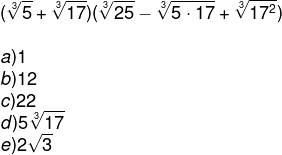 (∛5 + ∛17)(∛25 − ∛5 · 17 + ∛17²)
a)1
b)12
c)22
d)5∛17
e)2√3